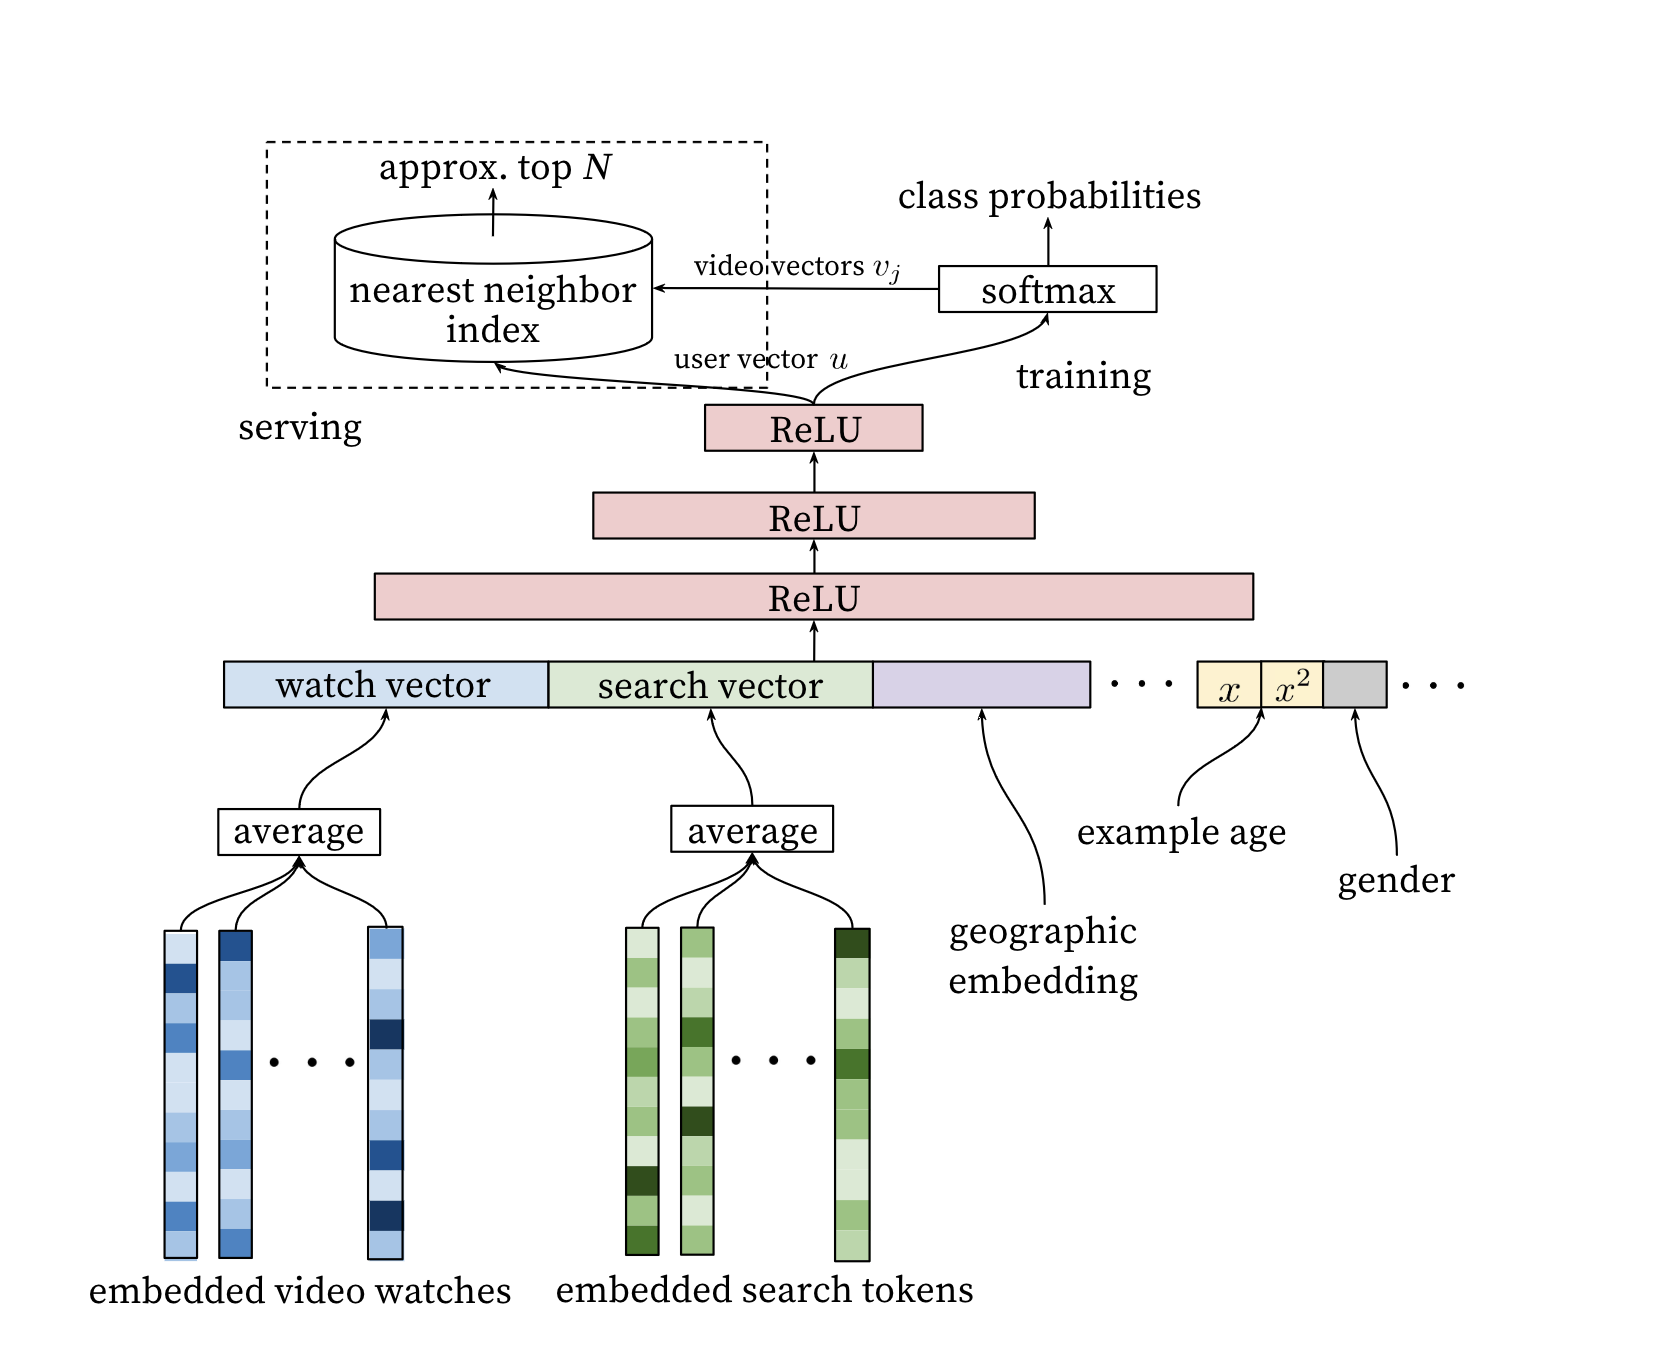 approx. top N
class probabilities
nearest neighbor
index
video vectors v_j
softmax
user vector u
training
serving
ReLU
ReLU
ReLU
watch vector
search vector
. . .
x
x²
. . .
average
average
example age
gender
geographic
embedding
. . .
. . .
embedded video watches
embedded search tokens